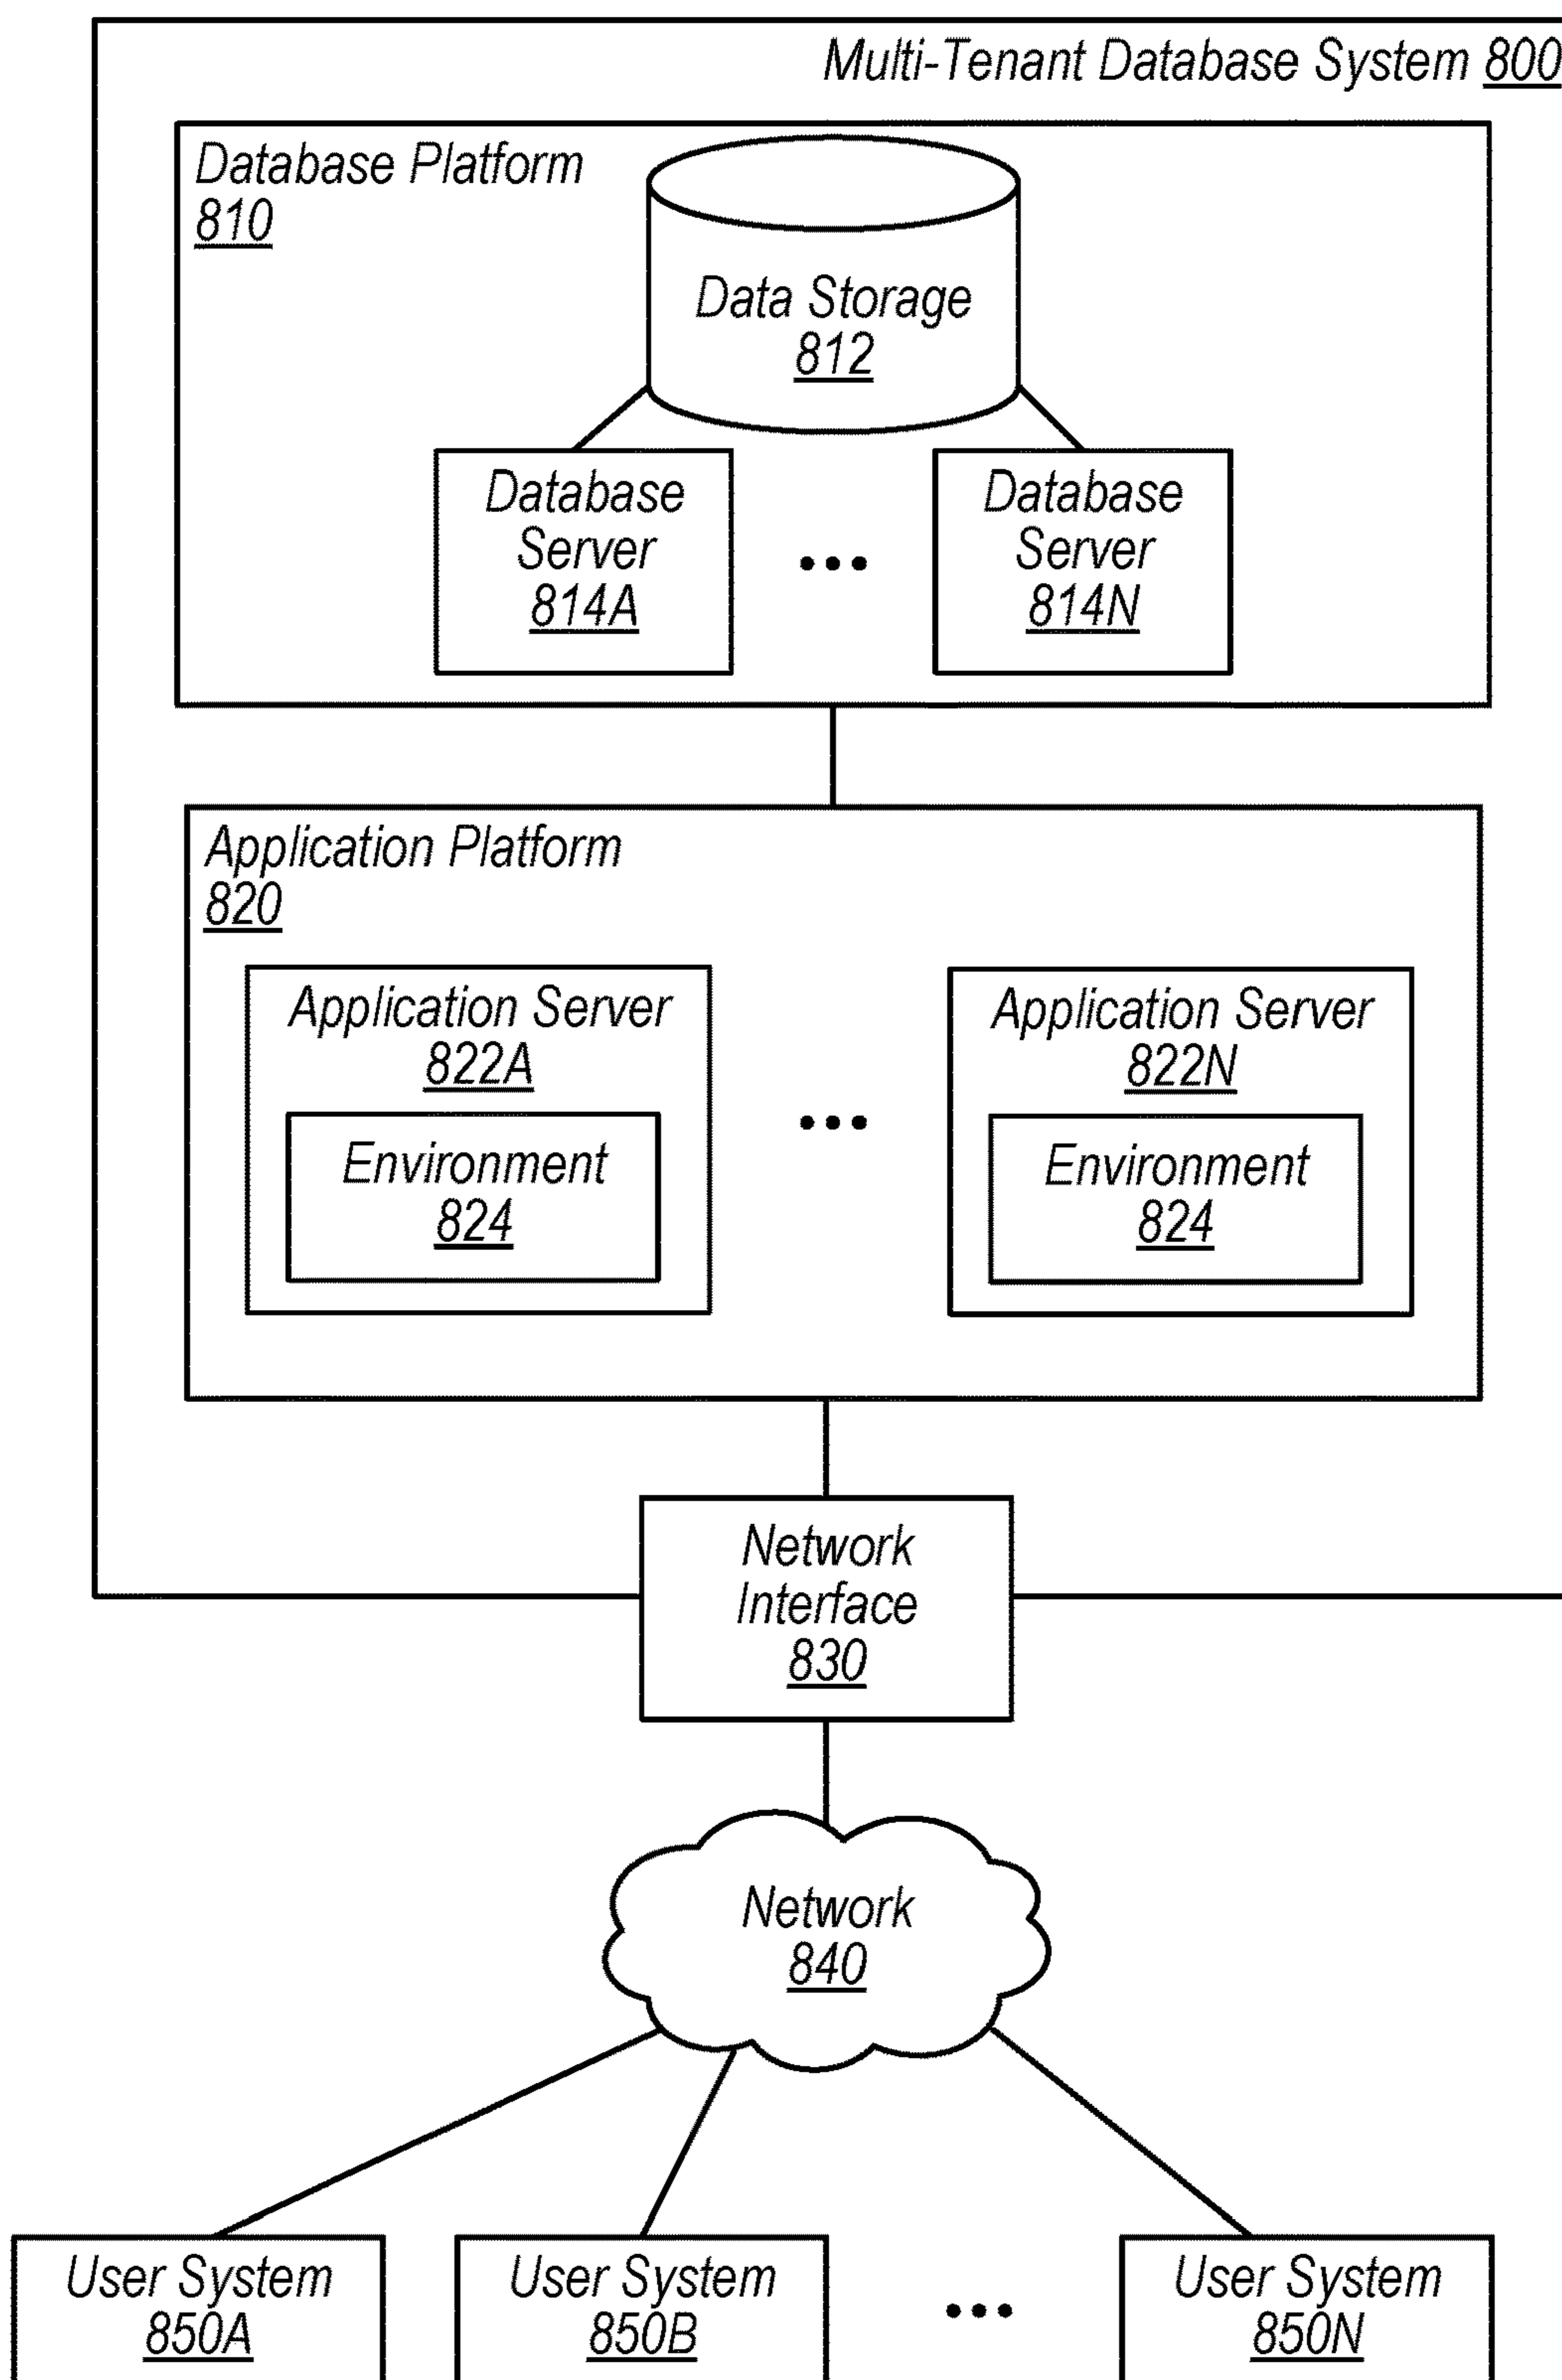 Multi-Tenant Database System 800
Database Platform
810
Data Storage
812
Database
Server
814A
Database
Server
814N
Application Platform
820
Application Server
822A
Environment
824
Application Server
822N
Environment
824
Network
Interface
830
Network
840
User System
850A
User System
850B
User System
850N